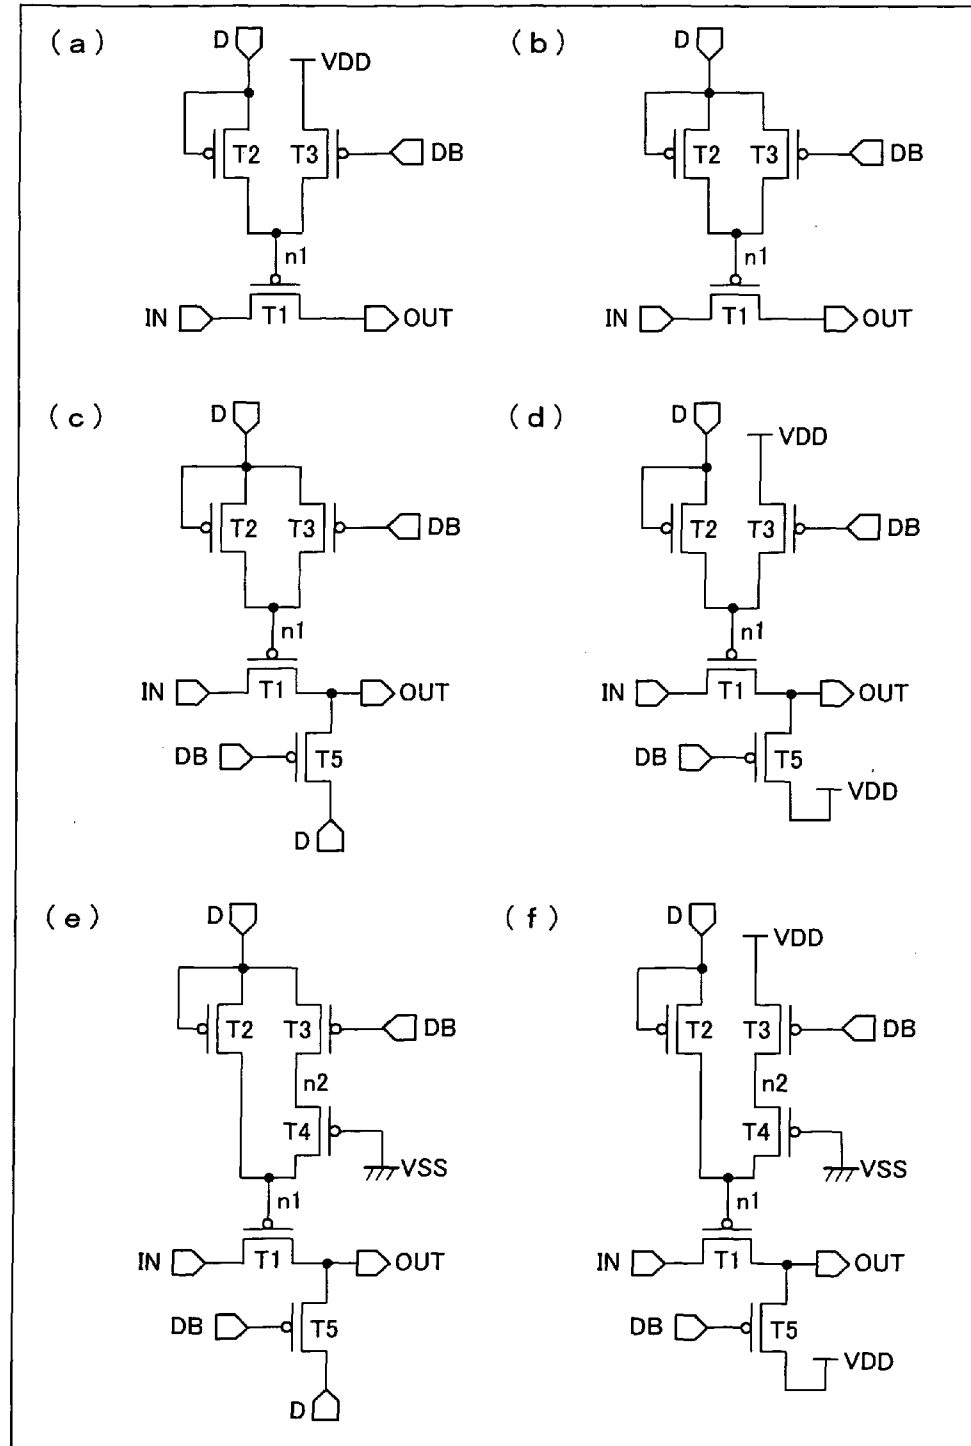 (a)
D
VDD
T2
T3
DB
n1
IN
T1
OUT
(b)
D
T2
T3
DB
n1
IN
T1
OUT
(c)
D
T2
T3
DB
n1
IN
T1
OUT
DB
T5
D
(d)
D
VDD
T2
T3
DB
n1
IN
T1
OUT
DB
T5
VDD
(e)
D
T2
T3
DB
n2
T4
VSS
n1
IN
T1
OUT
DB
T5
D
(f)
D
VDD
T2
T3
DB
n2
T4
VSS
n1
IN
T1
OUT
DB
T5
VDD